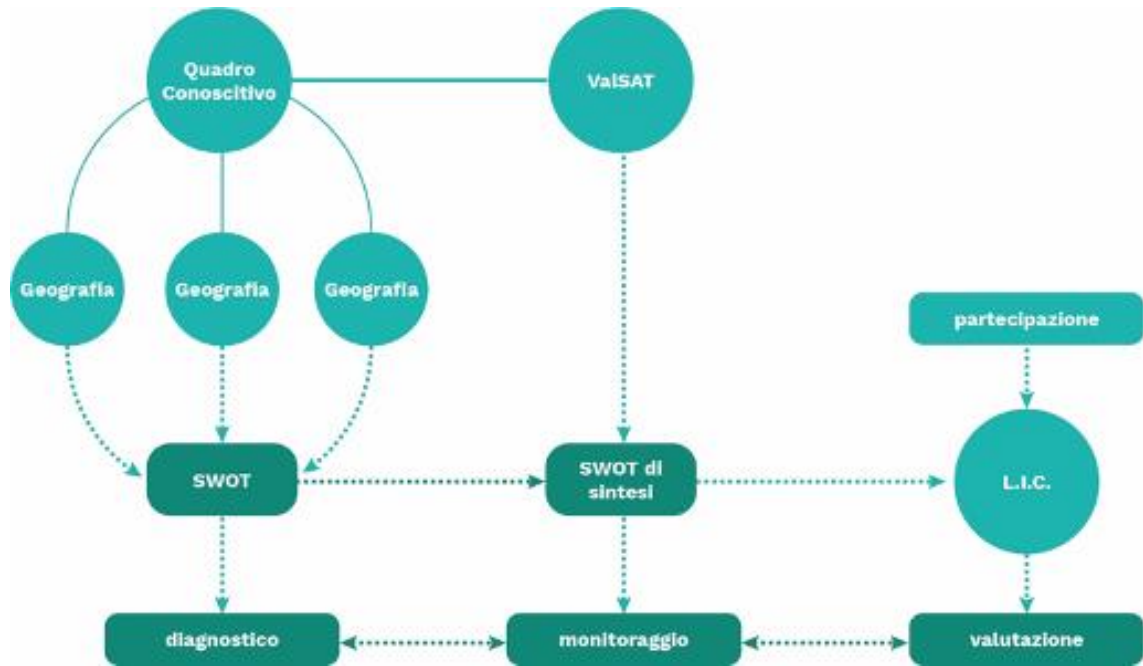 Quadro
Conoscitivo
ValSAT
Geografia
Geografia
Geografia
partecipazione
SWOT
SWOT di
sintesi
L.I.C.
diagnostico
monitoraggio
valutazione